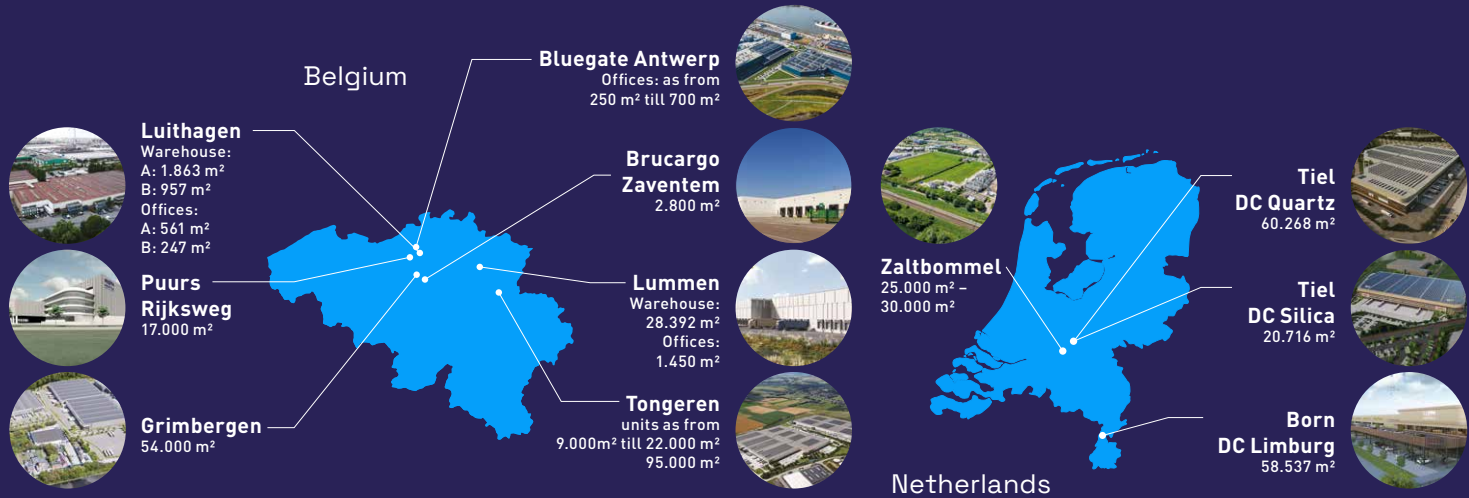 Belgium
Luithagen
Warehouse:
A: 1.863 m²
B: 957 m²
Offices:
A: 561 m²
B: 247 m²
Puurs
Rijksweg
17.000 m²
Grimbergen
54.000 m²
Bluegate Antwerp
Offices: as from
250 m² till 700 m²
Brucargo
Zaventem
2.800 m²
Lummen
Warehouse:
28.392 m²
Offices:
1.450 m²
Tongeren
units as from
9.000m² till 22.000 m²
95.000 m²
Zaltbommel
25.000 m² –
30.000 m²
Tiel
DC Quartz
60.268 m²
Tiel
DC Silica
20.716 m²
Born
DC Limburg
58.537 m²
Netherlands